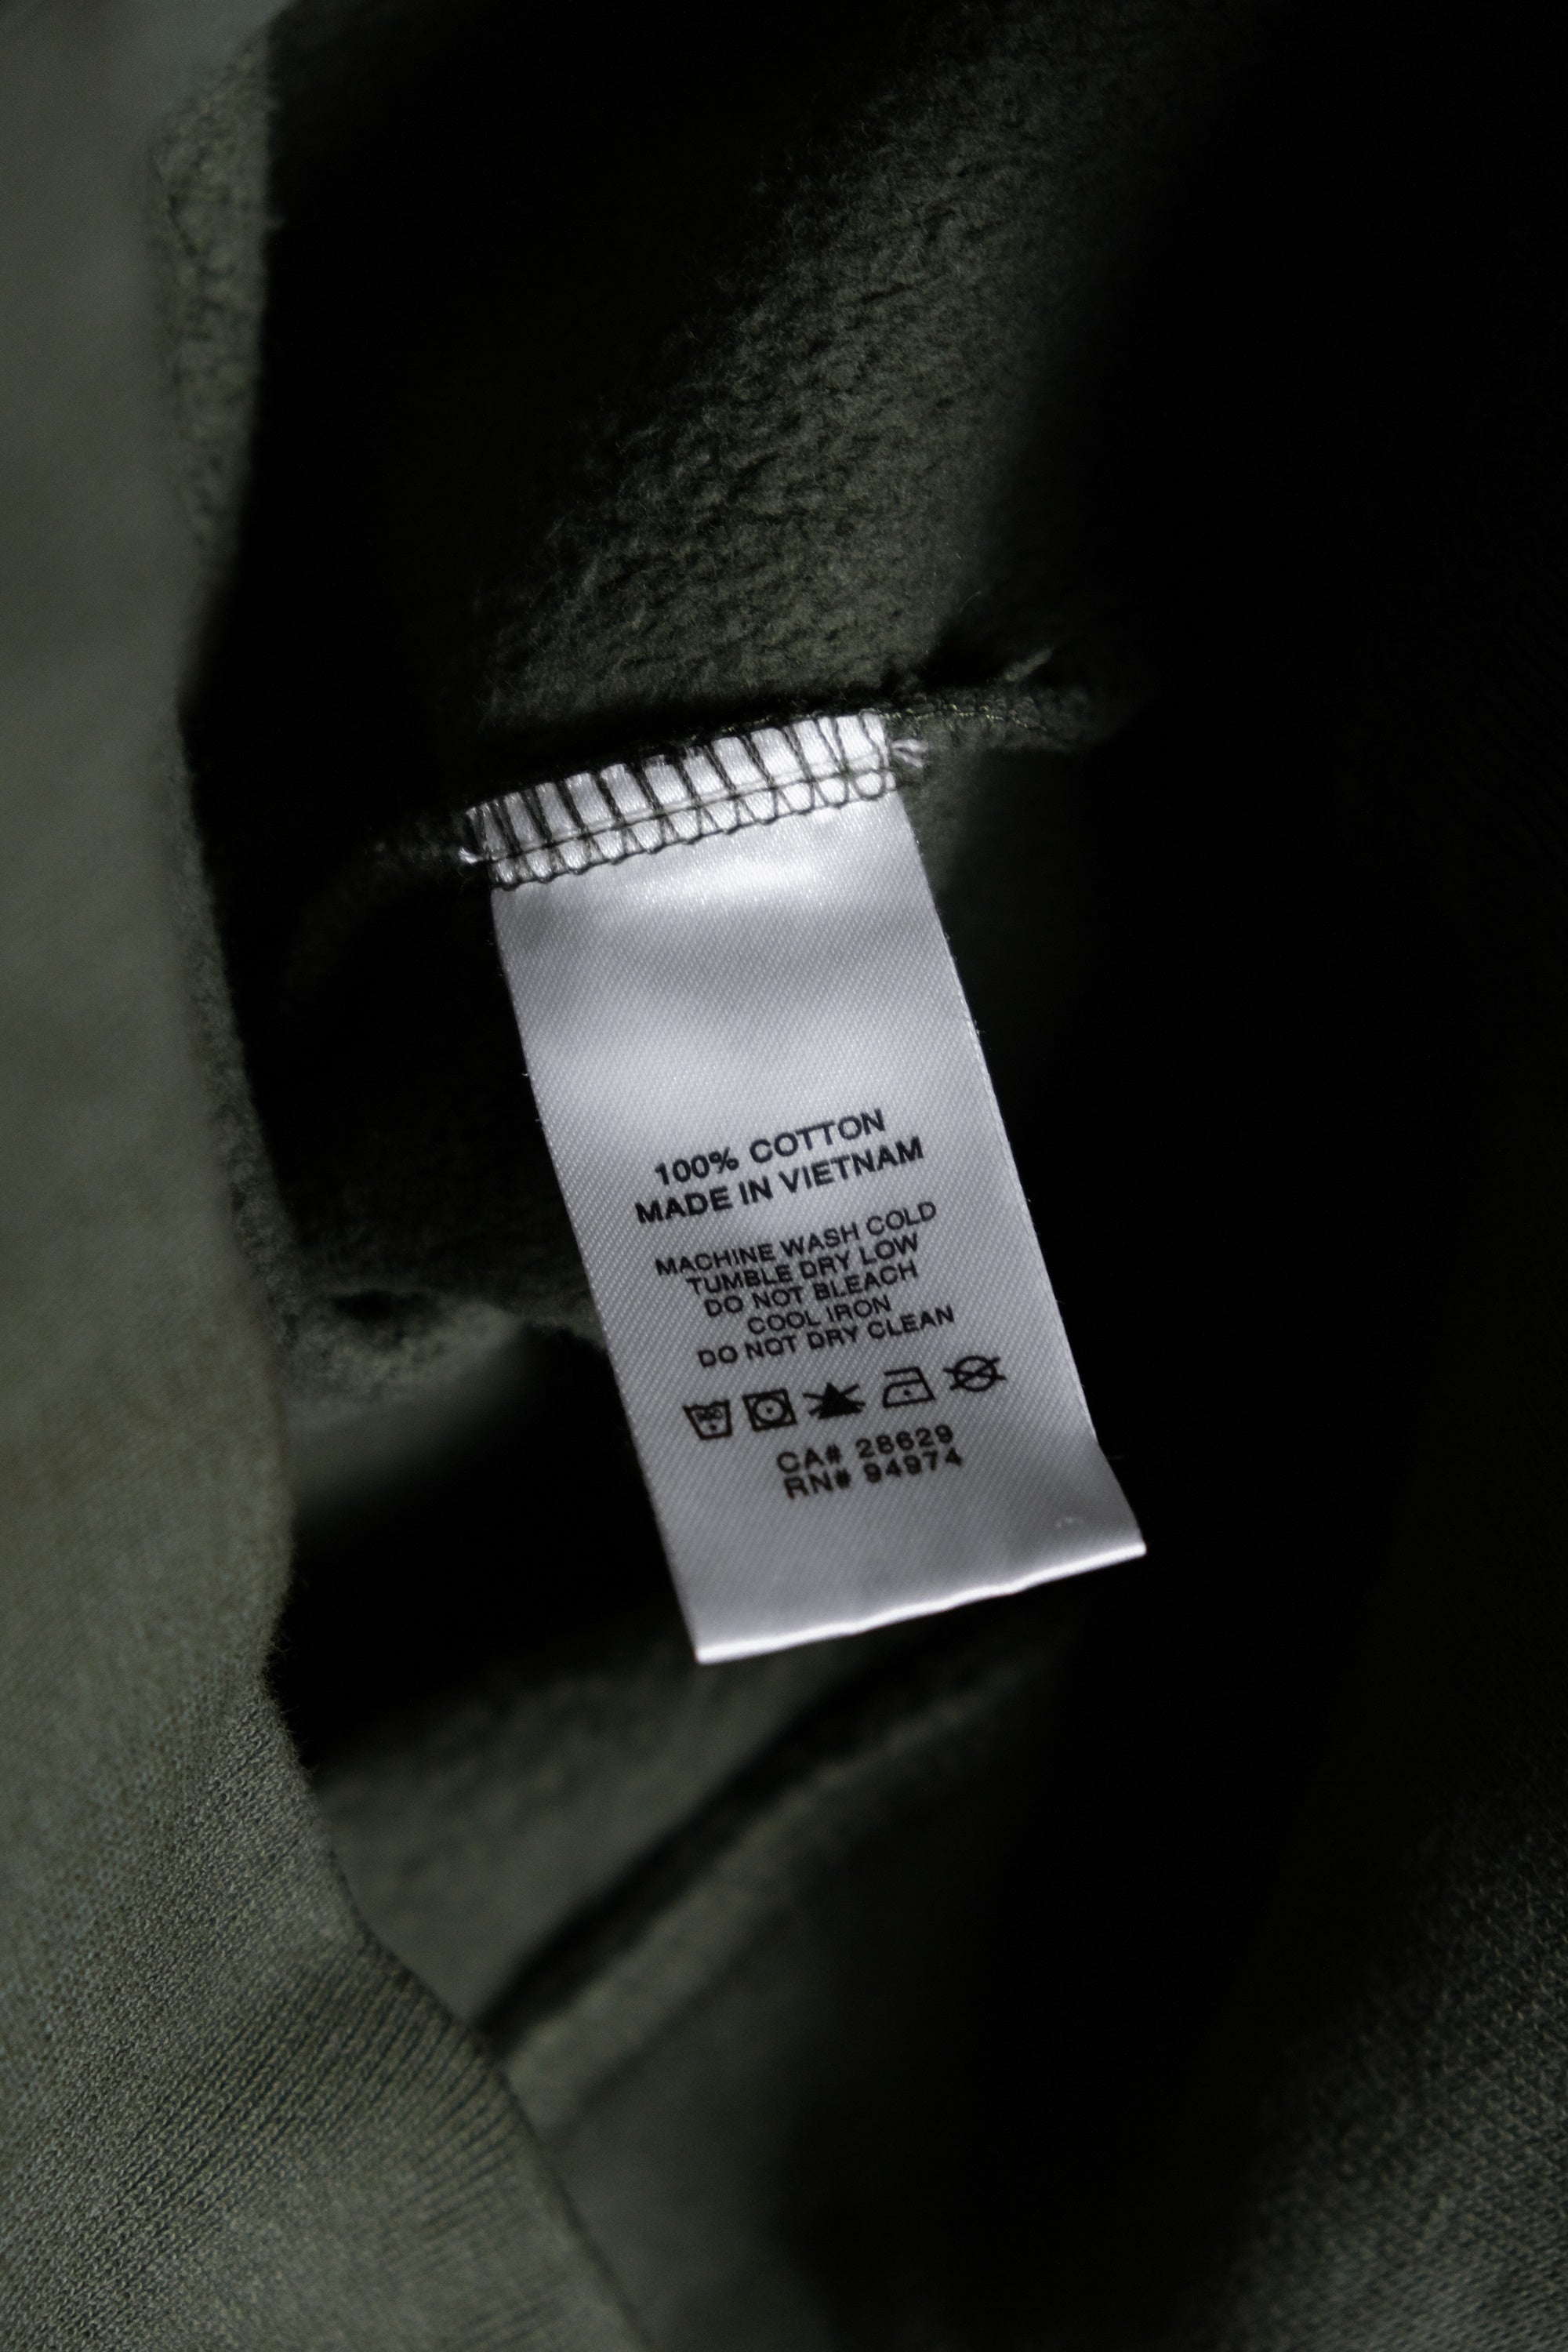 100% COTTON
MADE IN VIETNAM
MACHINE WASH COLD
TUMBLE DRY LOW
DO NOT BLEACH
COOL IRON
DO NOT DRY CLEAN
CA# 28629
RN# 94974